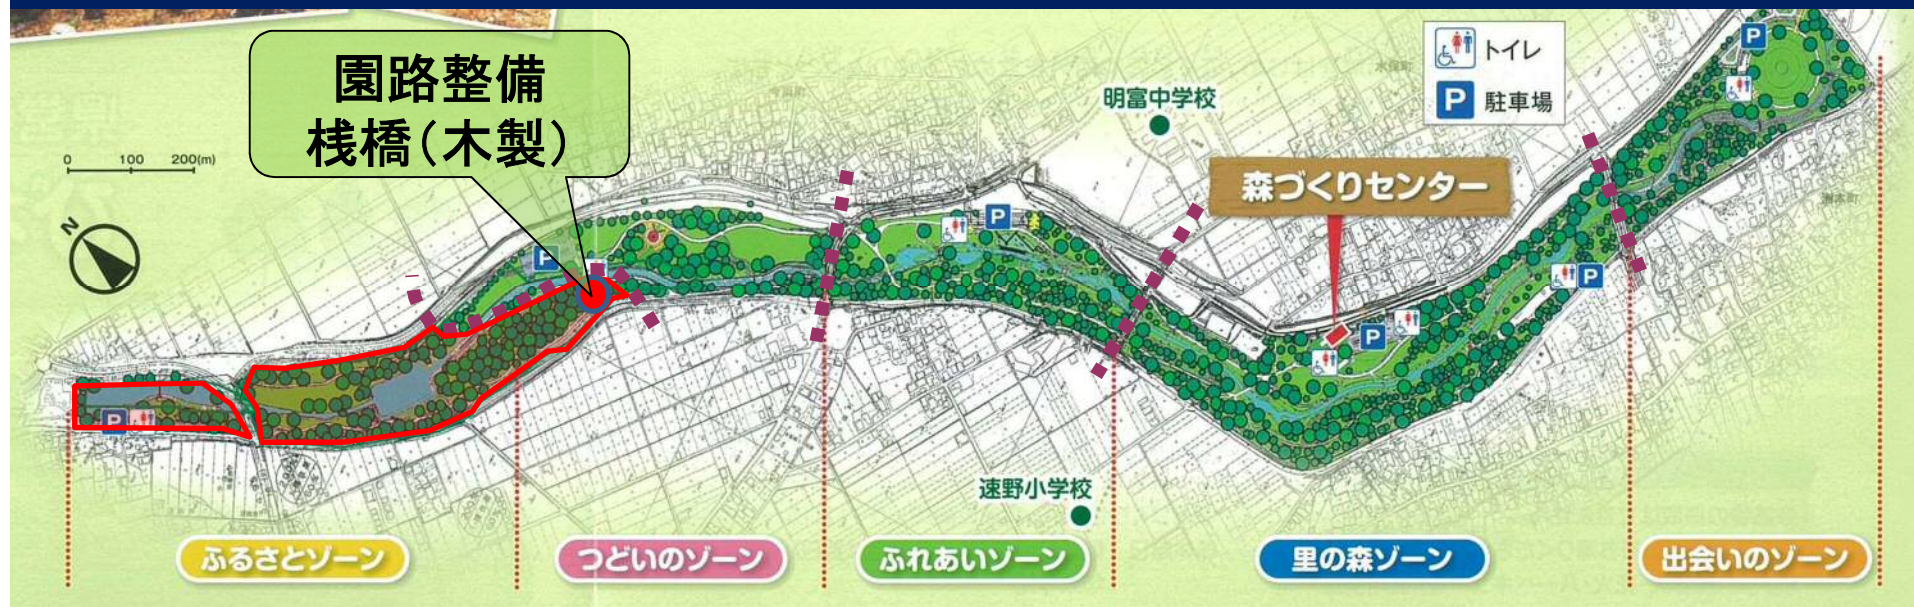 園路整備
桟橋(木製)
トイレ
P 駐車場
明富中学校
0 100 200(m)
N
森づくりセンター
P
P
P
P
P
P
速野小学校
ふるさとゾーン
つどいのゾーン
ふれあいゾーン
里の森ゾーン
出会いのゾーン